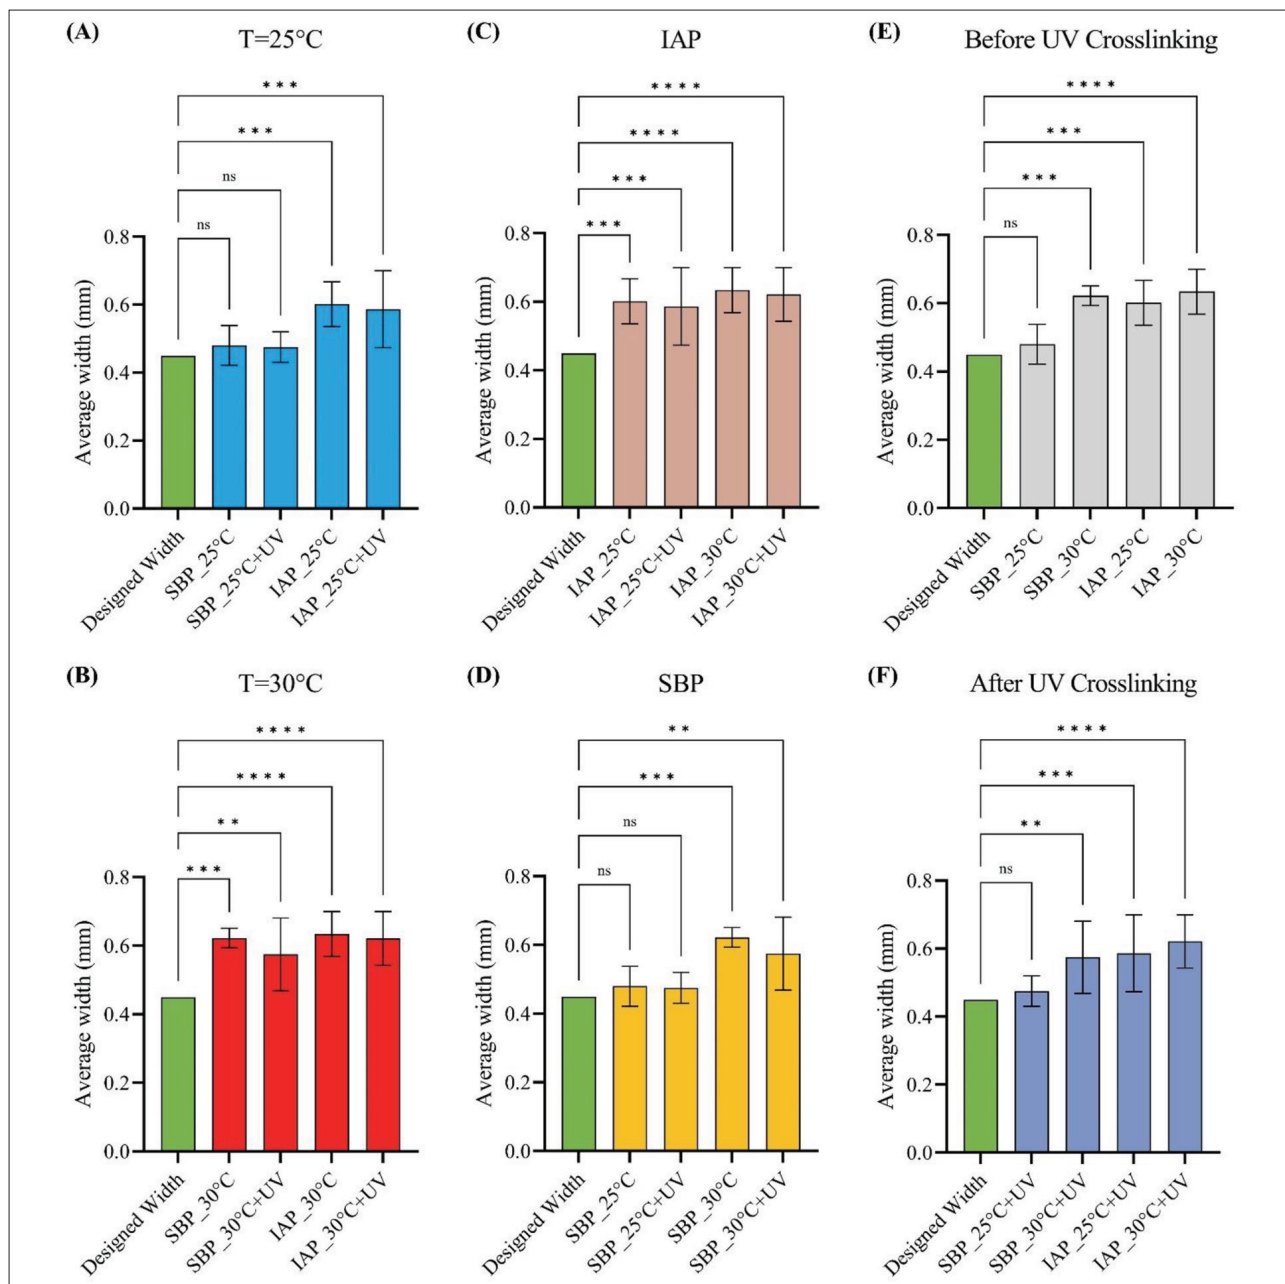 (A)
T=25°C
***
***
ns
ns
0.8
0.6
0.4
0.2
0.0
Average width (mm)
Designed Width
SBP_25°C
SBP_25°C+UV
IAP_25°C
IAP_25°C+UV
(C)
IAP
****
****
***
***
0.8
0.6
0.4
0.2
0.0
Average width (mm)
Designed Width
IAP_25°C
IAP_25°C+UV
IAP_30°C
IAP_30°C+UV
(E)
Before UV Crosslinking
****
***
***
ns
0.8
0.6
0.4
0.2
0.0
Average width (mm)
Designed Width
SBP_25°C
SBP_30°C
IAP_25°C
IAP_30°C
(B)
T=30°C
****
****
**
***
0.8
0.6
0.4
0.2
0.0
Average width (mm)
Designed Width
SBP_30°C
SBP_30°C+UV
IAP_30°C
IAP_30°C+UV
(D)
SBP
**
***
ns
ns
0.8
0.6
0.4
0.2
0.0
Average width (mm)
Designed Width
SBP_25°C
SBP_25°C+UV
SBP_30°C
SBP_30°C+UV
(F)
After UV Crosslinking
****
***
**
ns
0.8
0.6
0.4
0.2
0.0
Average width (mm)
Designed Width
SBP_25°C+UV
SBP_30°C+UV
IAP_25°C+UV
IAP_30°C+UV